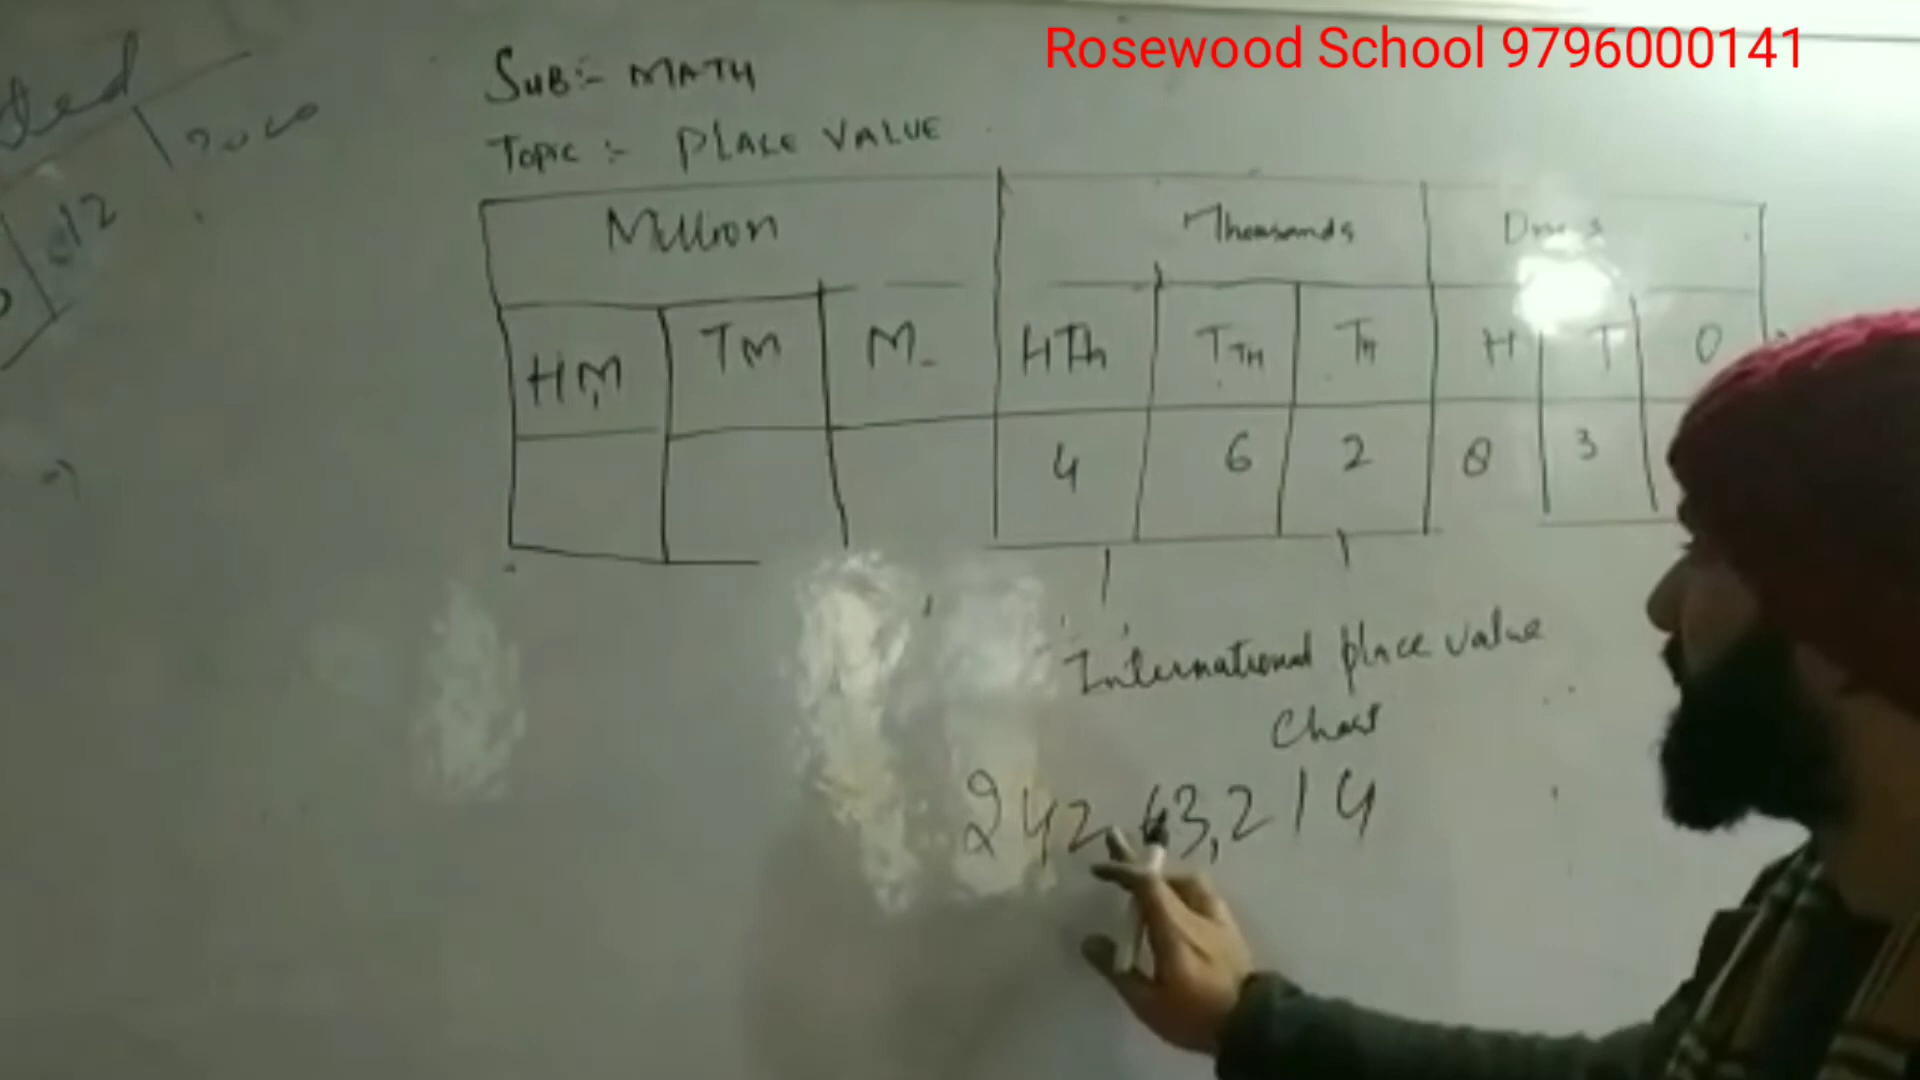 Rosewood School 9796000141
SUB:- MATH
Topic :- PLACE VALUE
Million Thousands Ones
HM TM M HTh TTH TH H T O
4 6 2 8 3
International place value
Chart
242,63,214